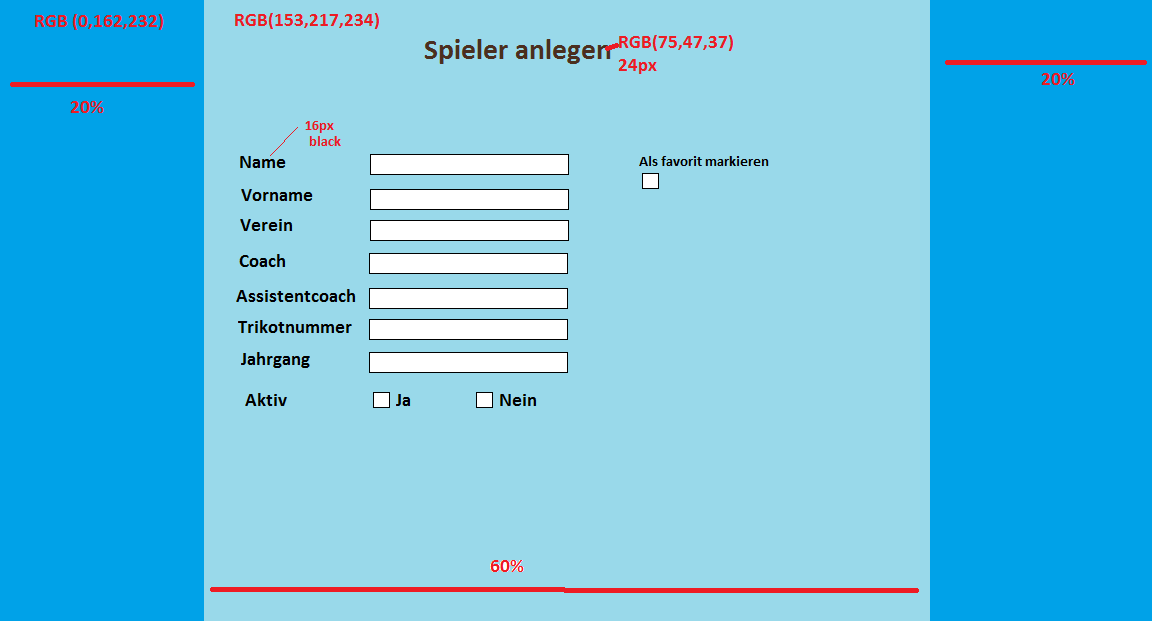 RGB (0,162,232)
RGB(153,217,234)
Spieler anlegen
RGB(75,47,37)
24px
20%
20%
16px
black
Name
Als favorit markieren
Vorname
Verein
Coach
Assistentcoach
Trikotnummer
Jahrgang
Aktiv
Ja
Nein
60%